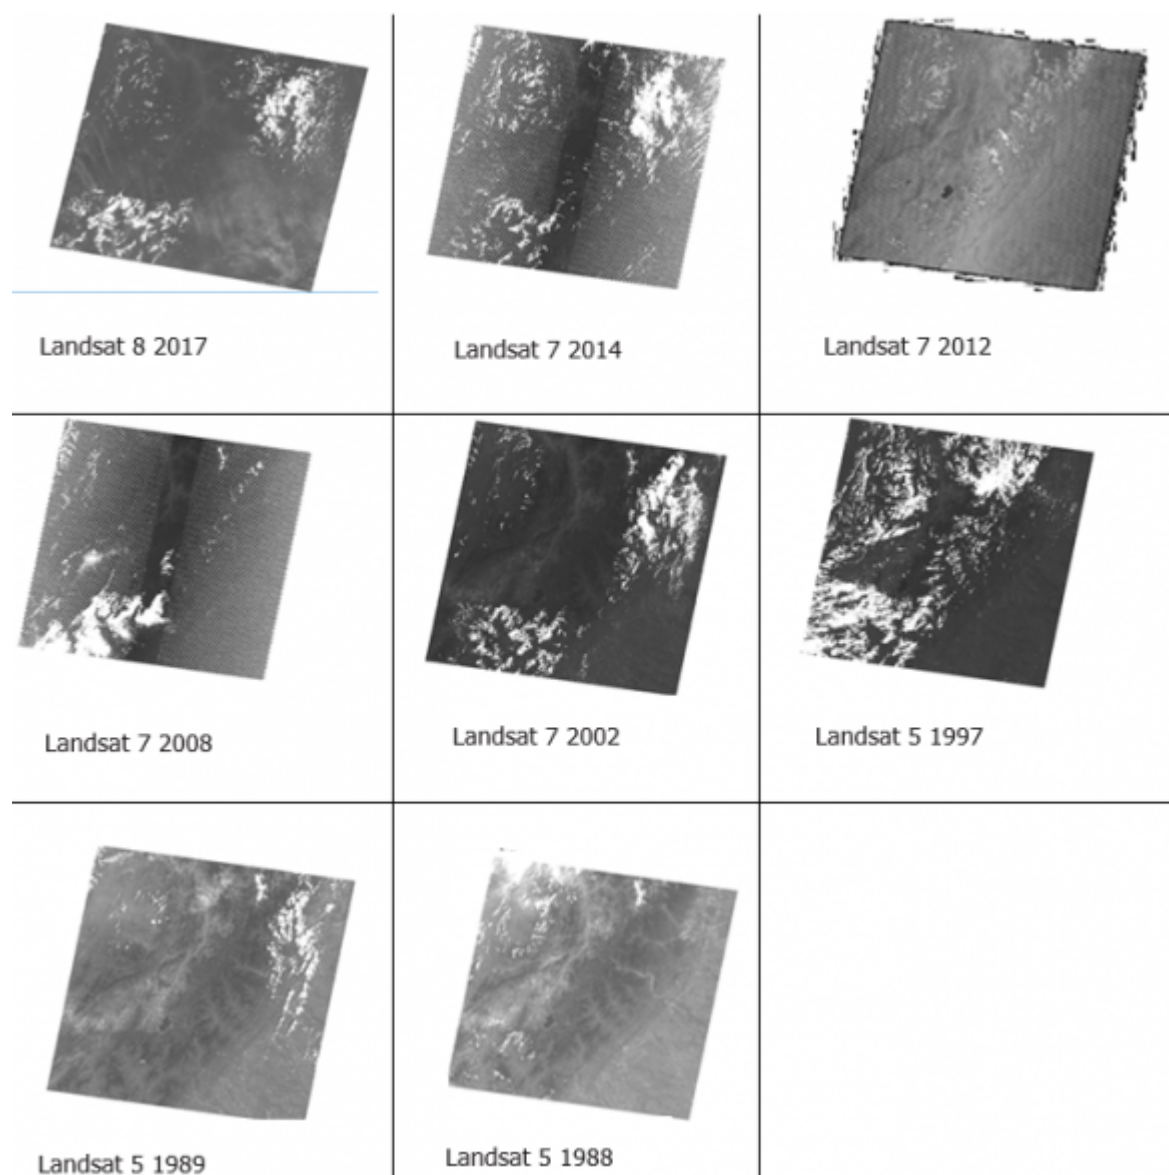 Landsat 8 2017
Landsat 7 2014
Landsat 7 2012
Landsat 7 2008
Landsat 7 2002
Landsat 5 1997
Landsat 5 1989
Landsat 5 1988